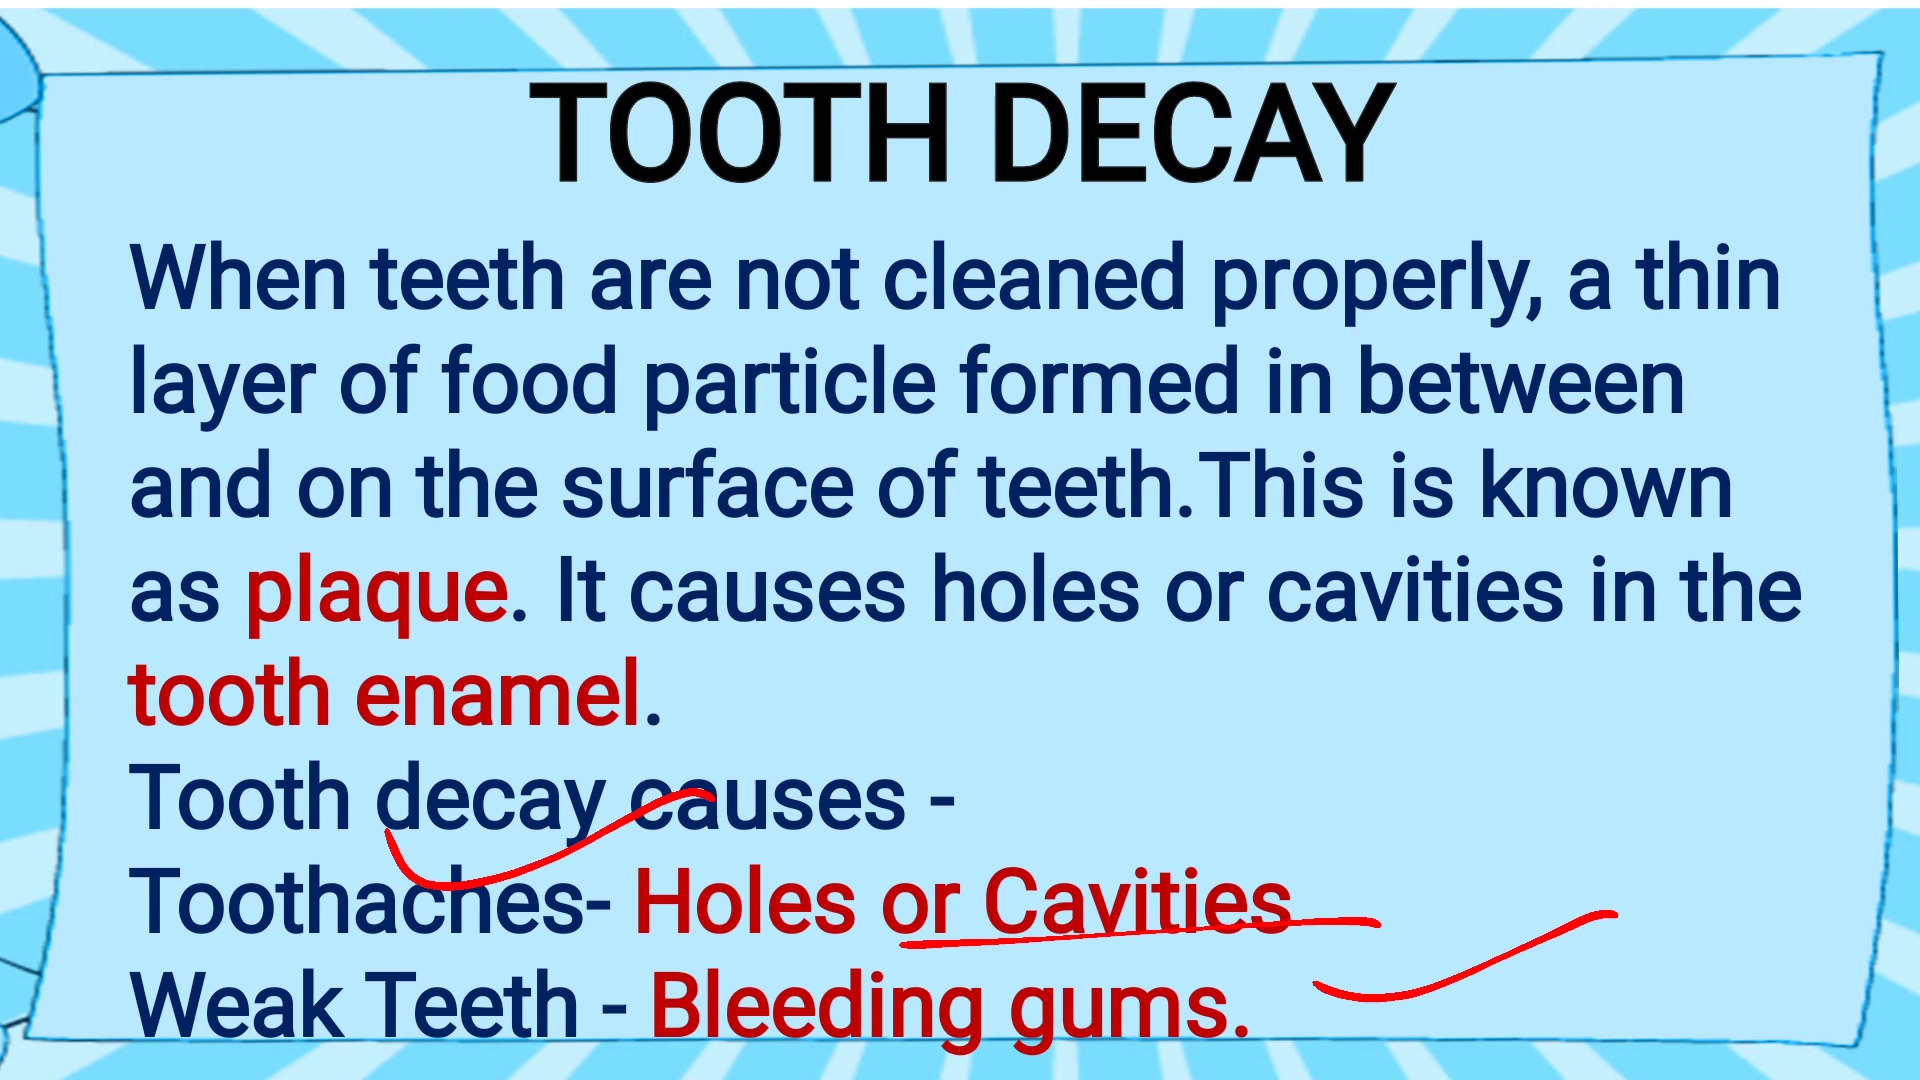 TOOTH DECAY
When teeth are not cleaned properly, a thin
layer of food particle formed in between
and on the surface of teeth.This is known
as plaque. It causes holes or cavities in the
tooth enamel.
Tooth decay causes -
Toothaches- Holes or Cavities
Weak Teeth - Bleeding gums.